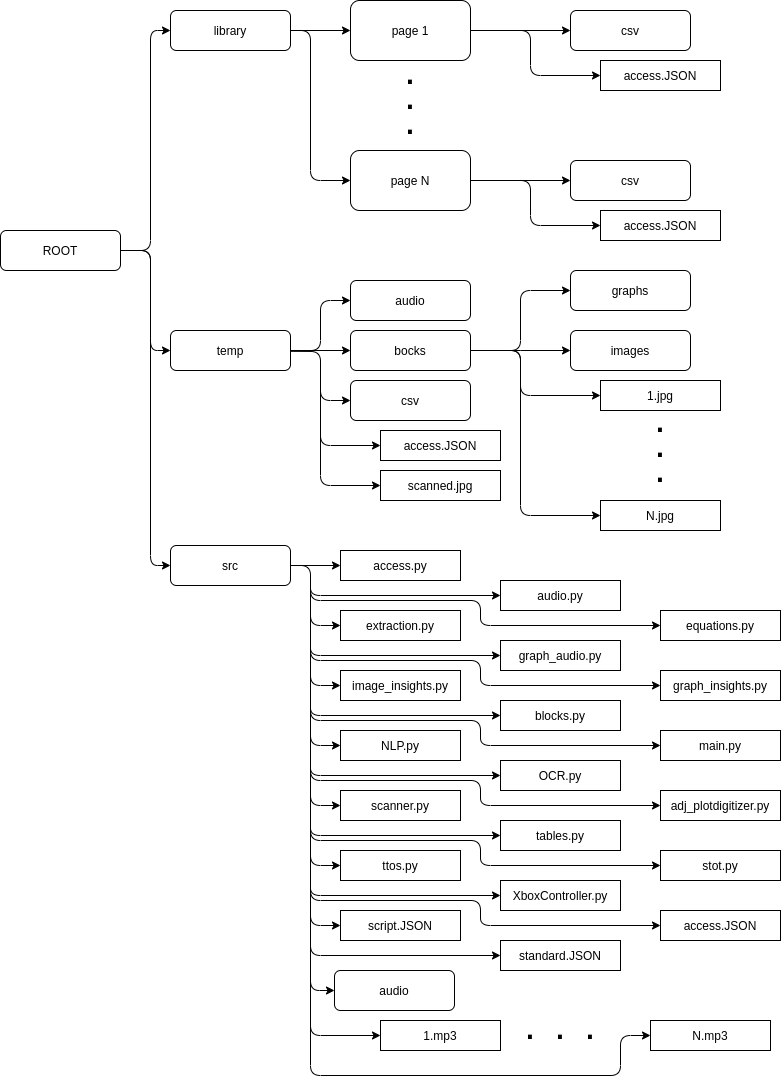 library
page 1
csv
access.JSON
page N
csv
access.JSON
ROOT
audio
graphs
temp
bocks
images
csv
1.jpg
access.JSON
scanned.jpg
N.jpg
src
access.py
audio.py
extraction.py
equations.py
graph_audio.py
image_insights.py
graph_insights.py
blocks.py
NLP.py
main.py
OCR.py
scanner.py
adj_plotdigitizer.py
tables.py
ttos.py
stot.py
XboxController.py
script.JSON
access.JSON
standard.JSON
audio
1.mp3
N.mp3